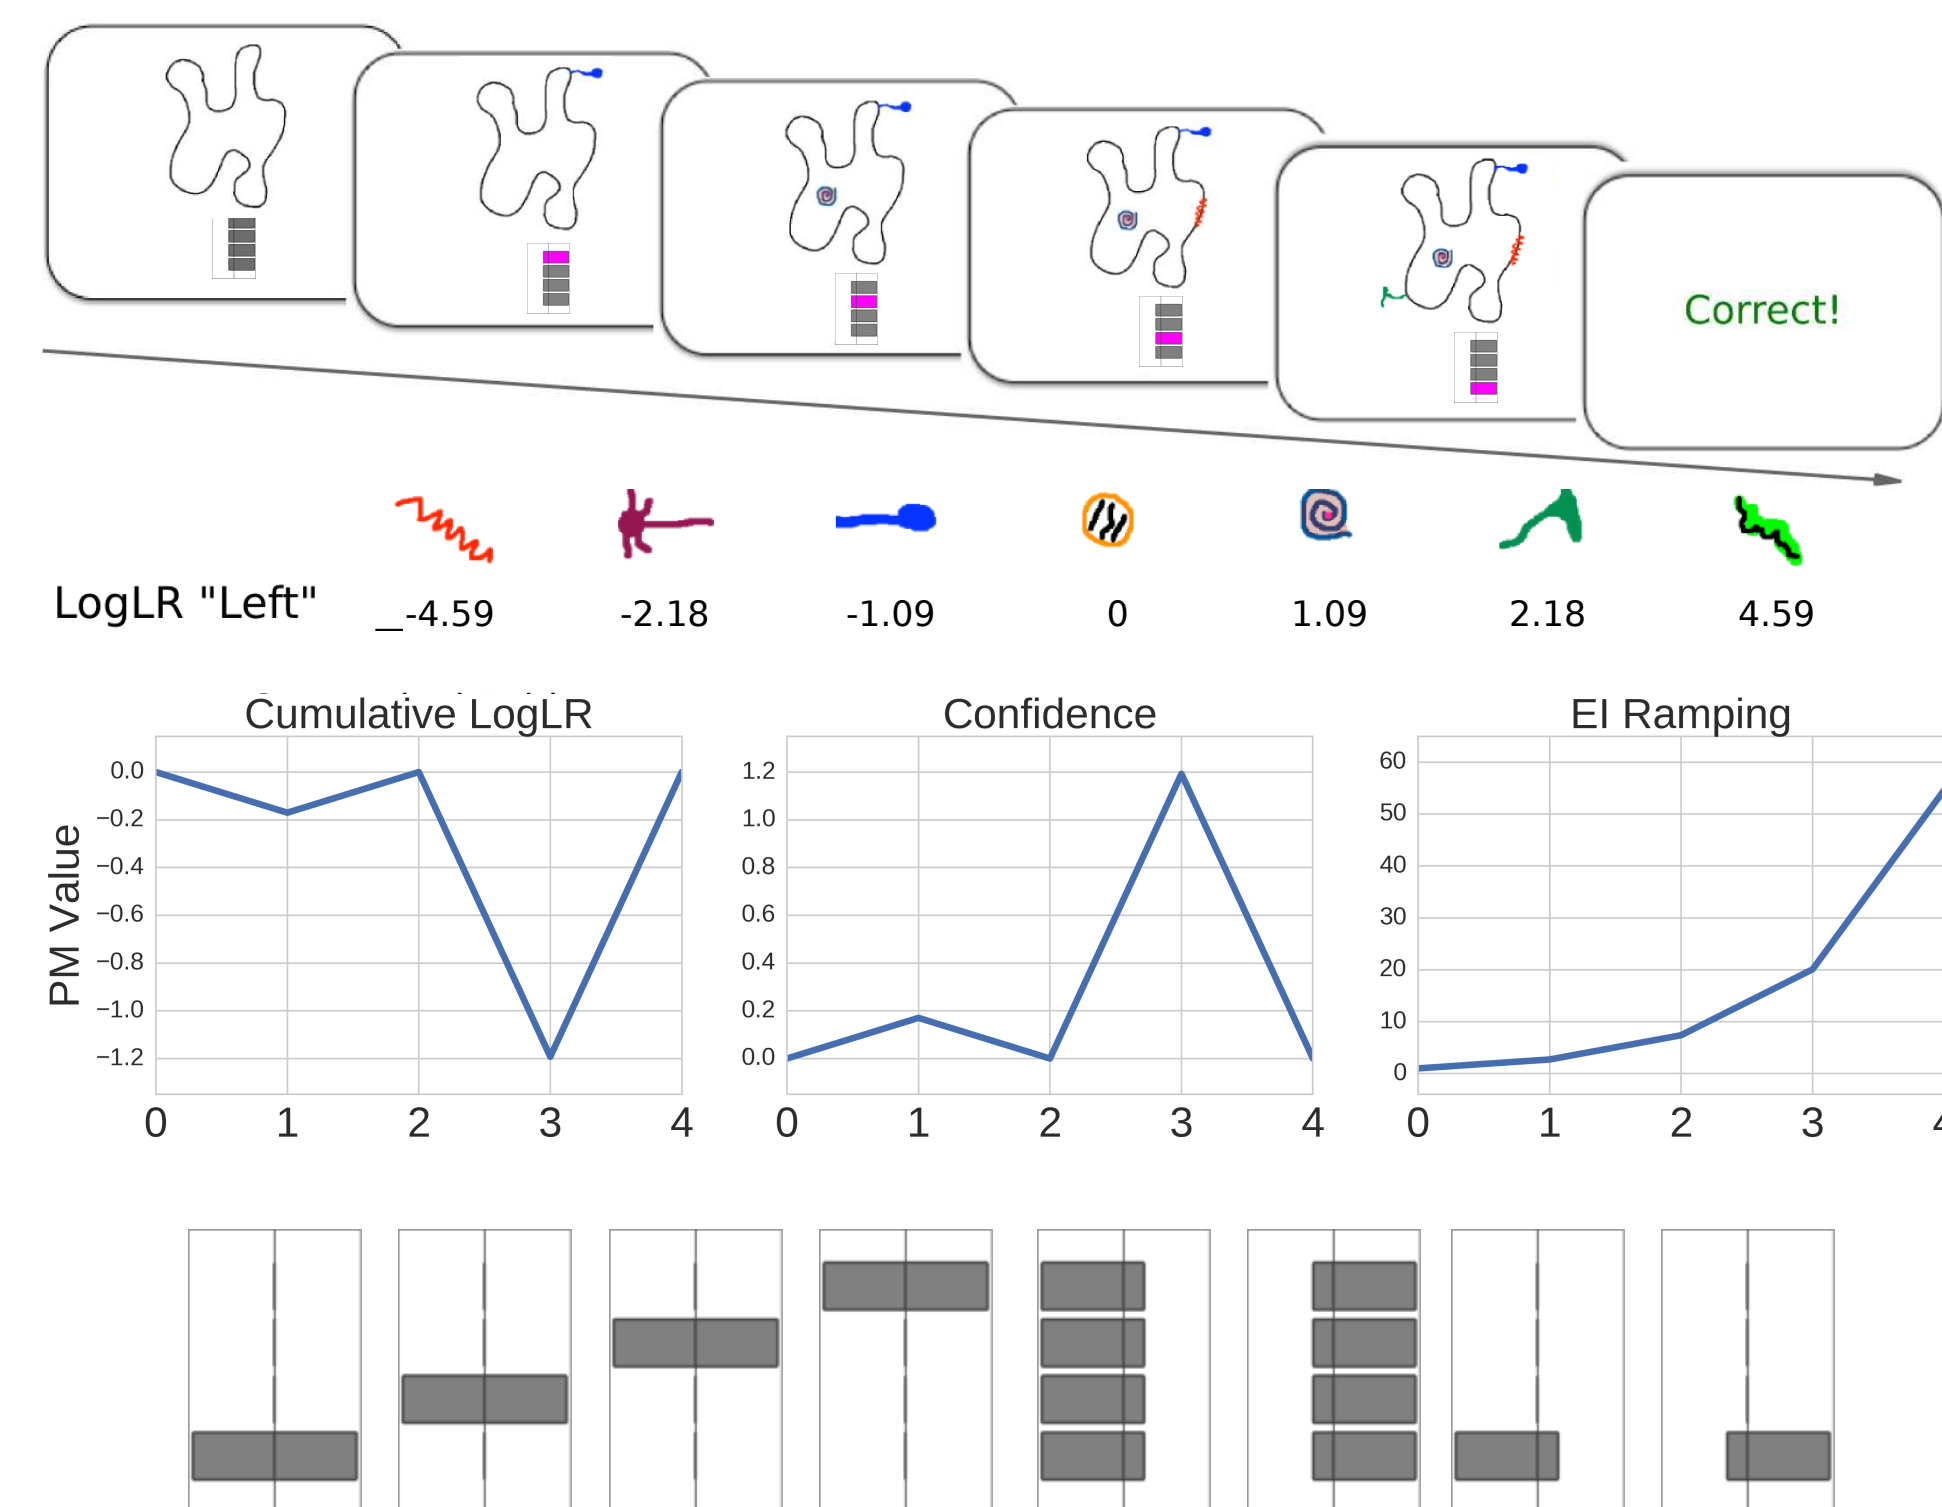 Correct!
LogLR "Left" _-4.59 -2.18 -1.09 0 1.09 2.18 4.59
Cumulative LogLR
PM Value
0.0
−0.2
−0.4
−0.6
−0.8
−1.0
−1.2
0 1 2 3 4
Confidence
1.2
1.0
0.8
0.6
0.4
0.2
0.0
0 1 2 3 4
EI Ramping
60
50
40
30
20
10
0
0 1 2 3 4